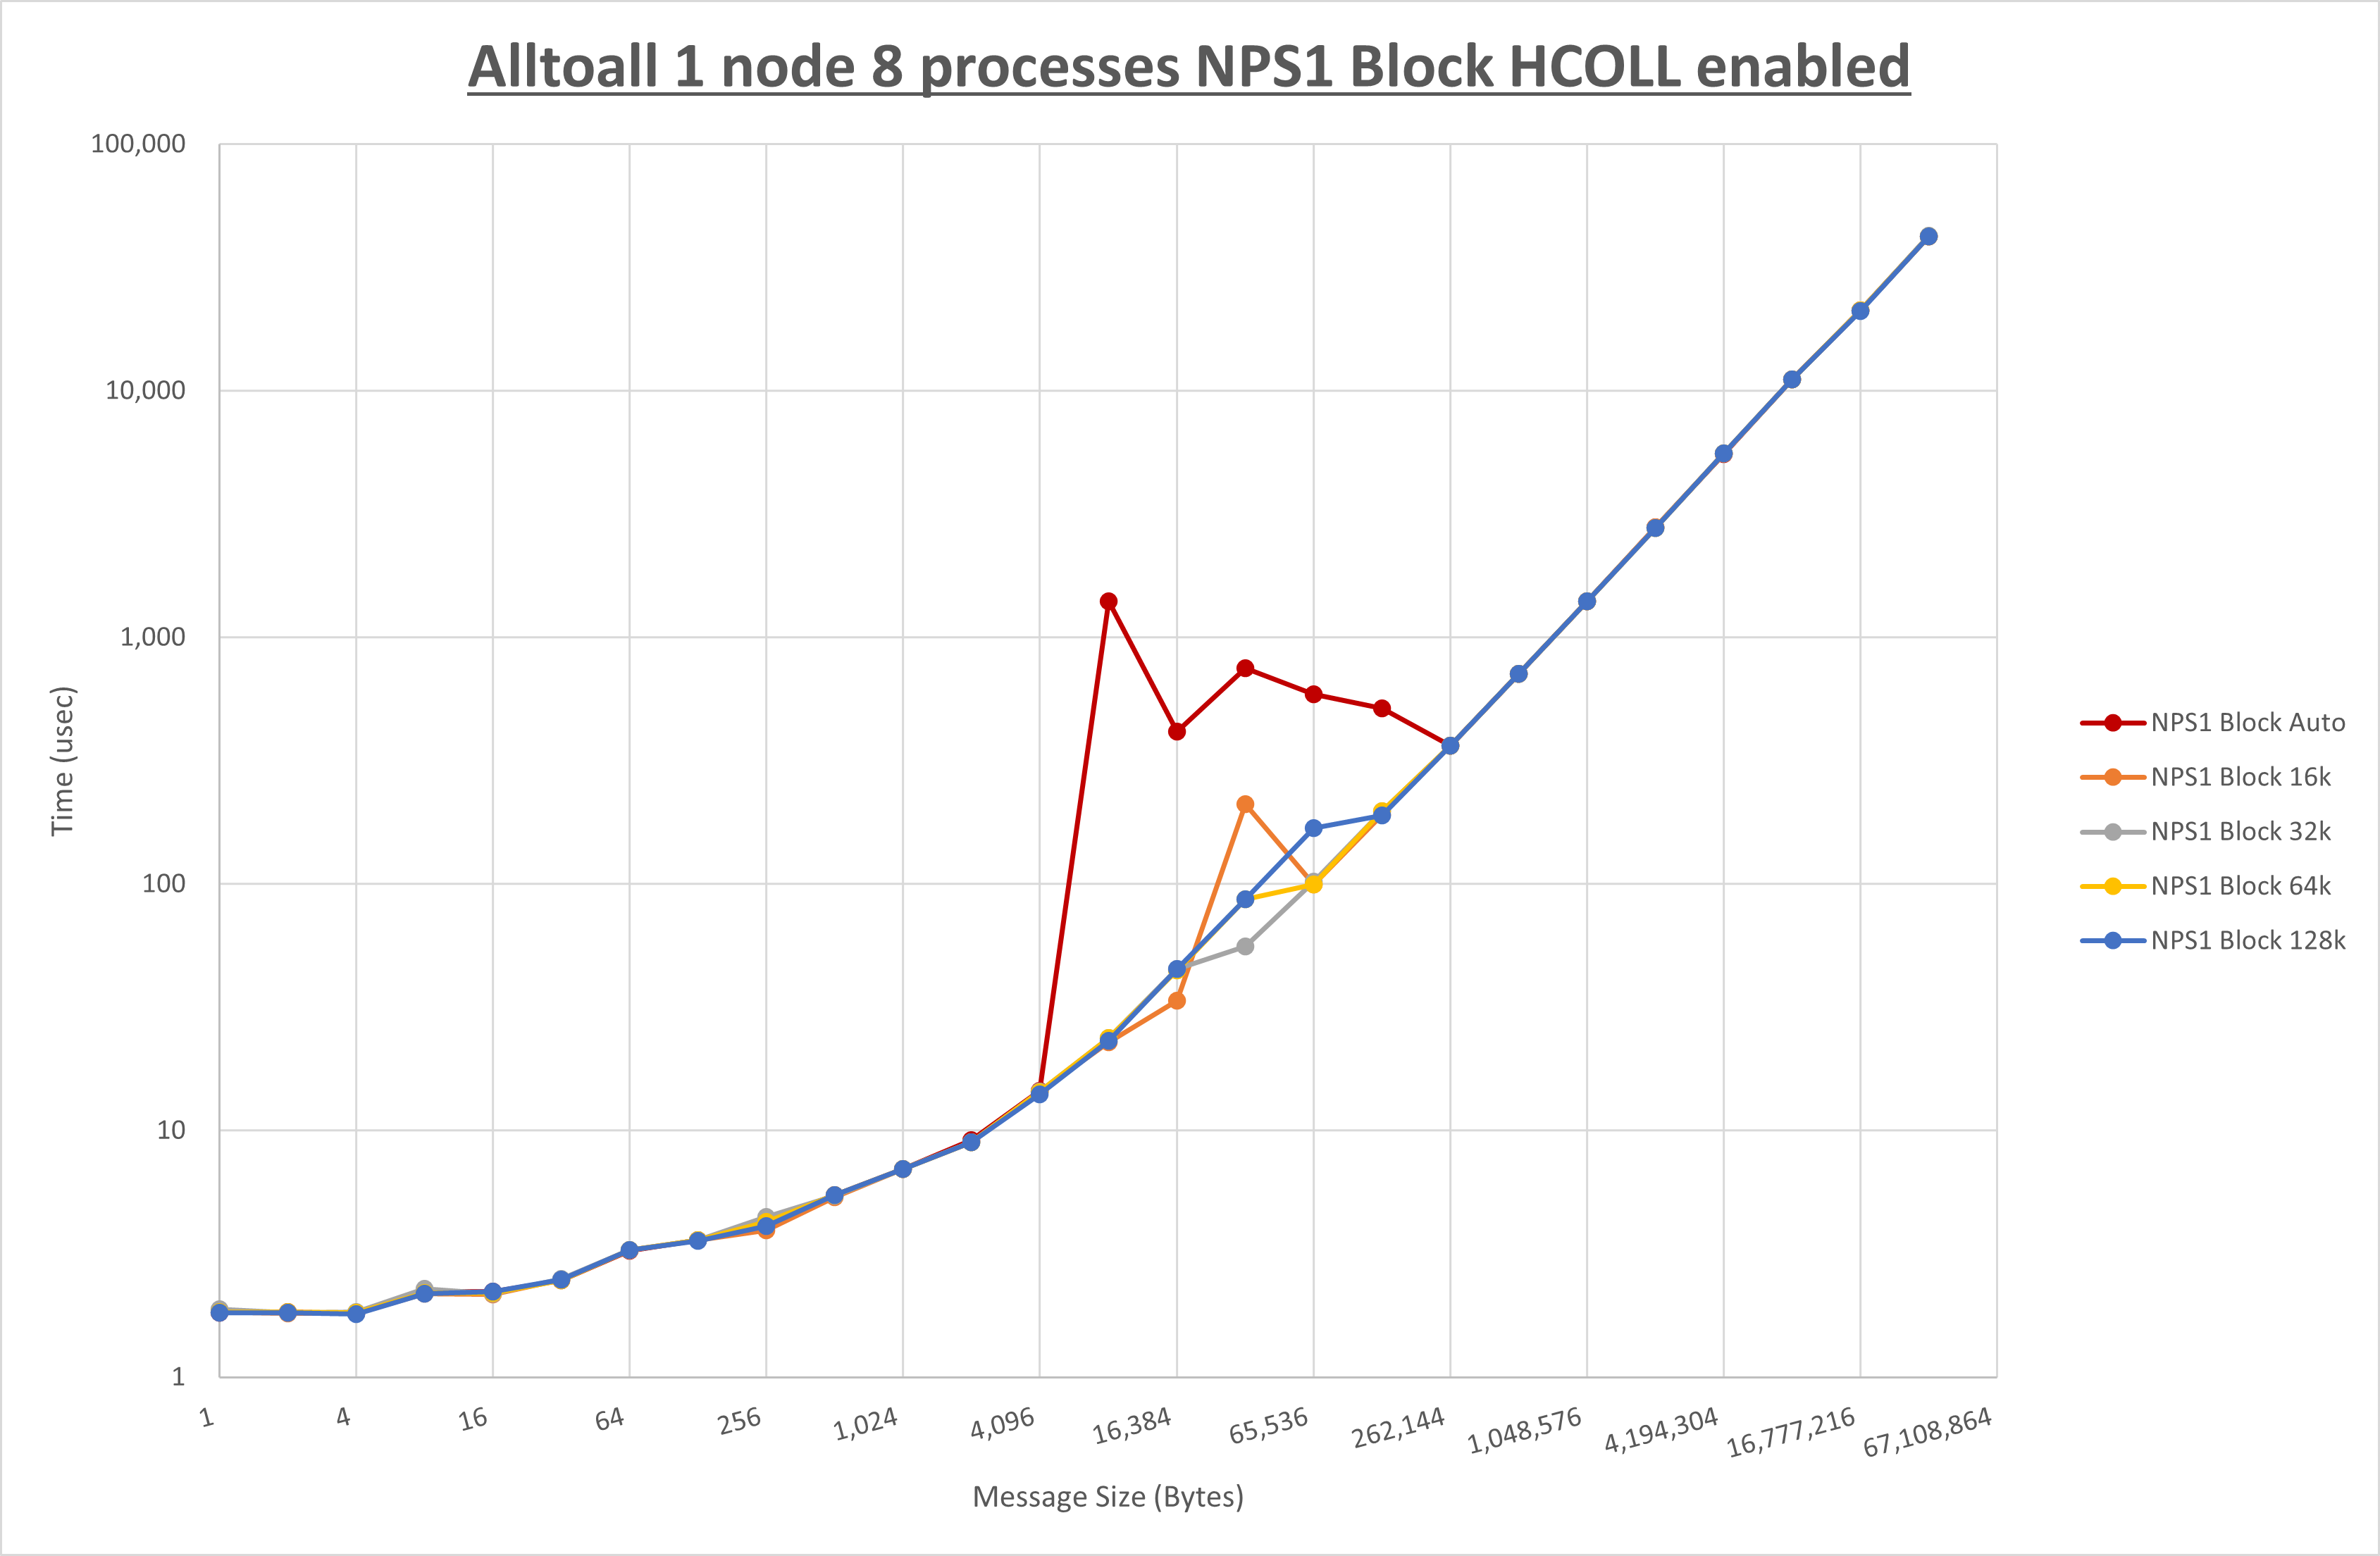 Alltoall 1 node 8 processes NPS1 Block HCOLL enabled
100,000
10,000
1,000
100
10
1
Time (usec)
1 4 16 64 256 1,024 4,096 16,384 65,536 262,144 1,048,576 4,194,304 16,777,216 67,108,864
Message Size (Bytes)
NPS1 Block Auto
NPS1 Block 16k
NPS1 Block 32k
NPS1 Block 64k
NPS1 Block 128k